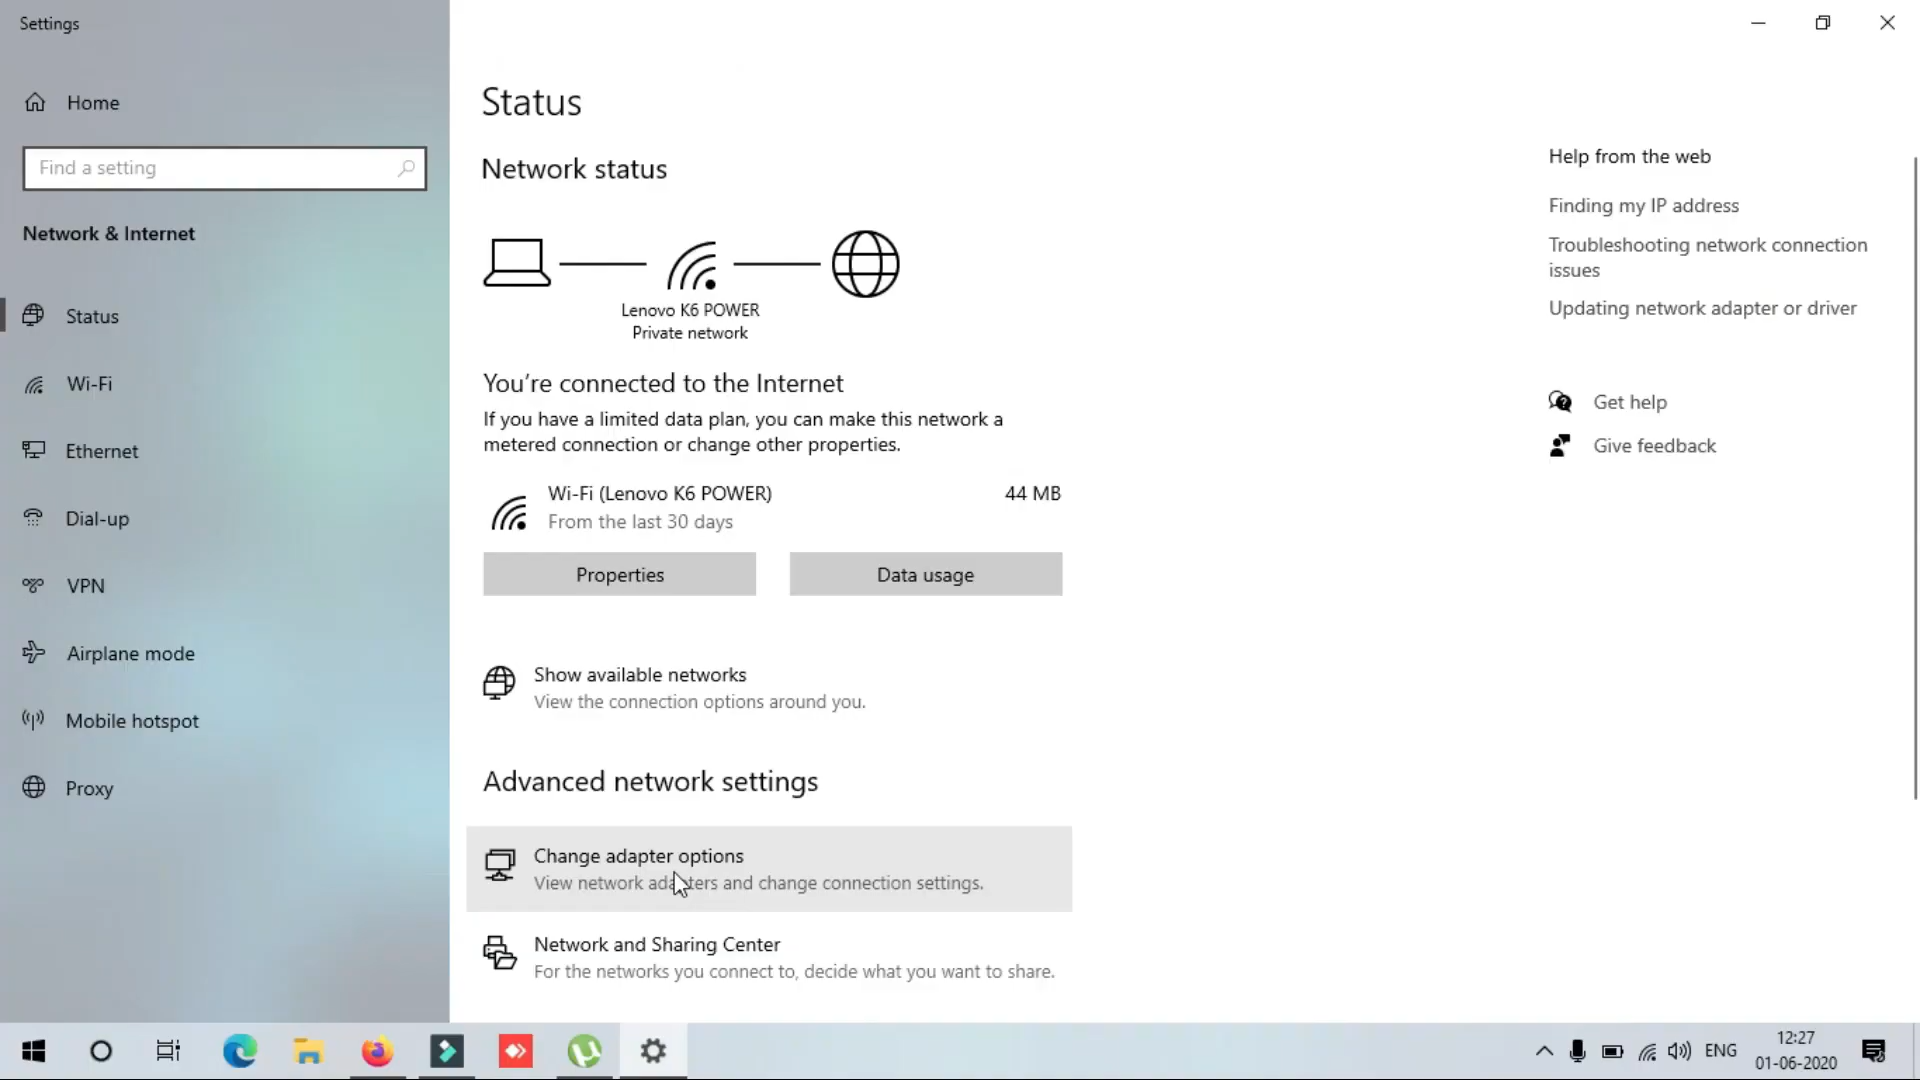 Settings
Home
Find a setting
Network & Internet
Status
Wi-Fi
Ethernet
Dial-up
VPN
Airplane mode
Mobile hotspot
Proxy
Status
Network status
Lenovo K6 POWER
Private network
You're connected to the Internet
If you have a limited data plan, you can make this network a
metered connection or change other properties.
Wi-Fi (Lenovo K6 POWER) 44 MB
From the last 30 days
Properties Data usage
Show available networks
View the connection options around you.
Advanced network settings
Change adapter options
View network adapters and change connection settings.
Network and Sharing Center
For the networks you connect to, decide what you want to share.
Help from the web
Finding my IP address
Troubleshooting network connection
issues
Updating network adapter or driver
Get help
Give feedback
ENG
12:27
01-06-2020